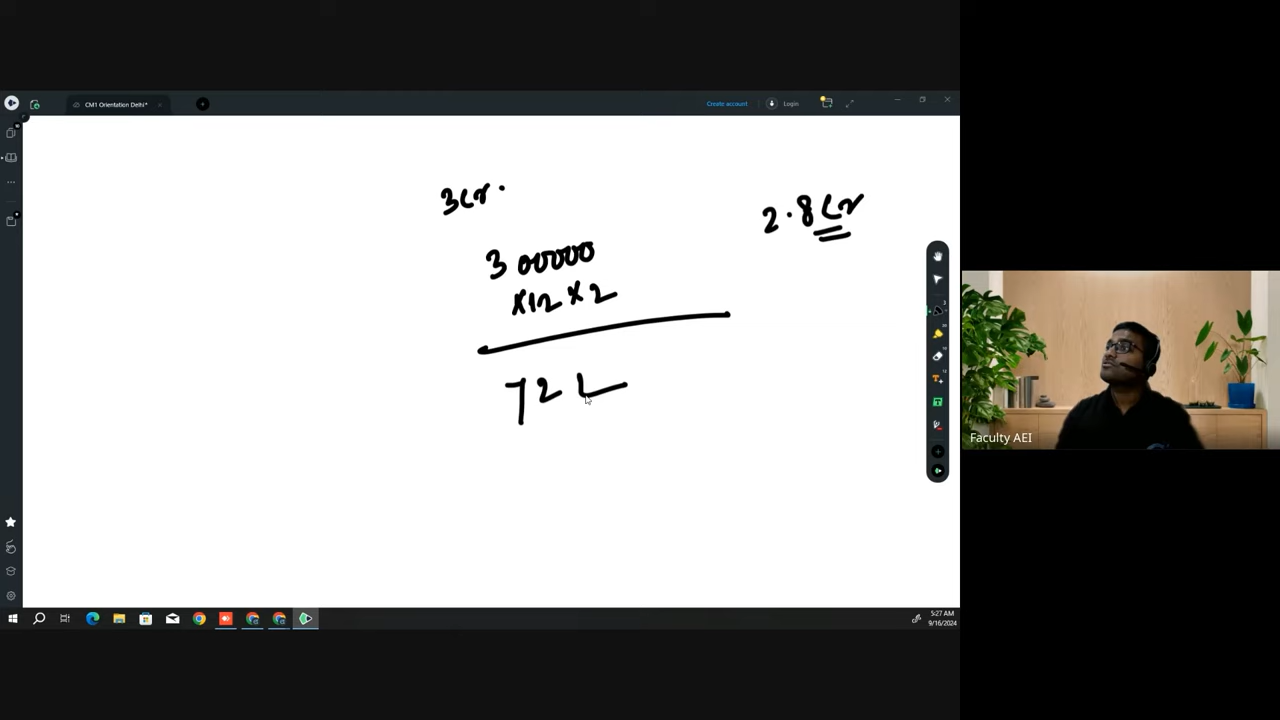 CM1 Orientation Delhi*
Create account
Login
3Cr.
2.8 Cr
3 00000
x12 x 2
72 L
Faculty AEI
5:27 AM
9/16/2024